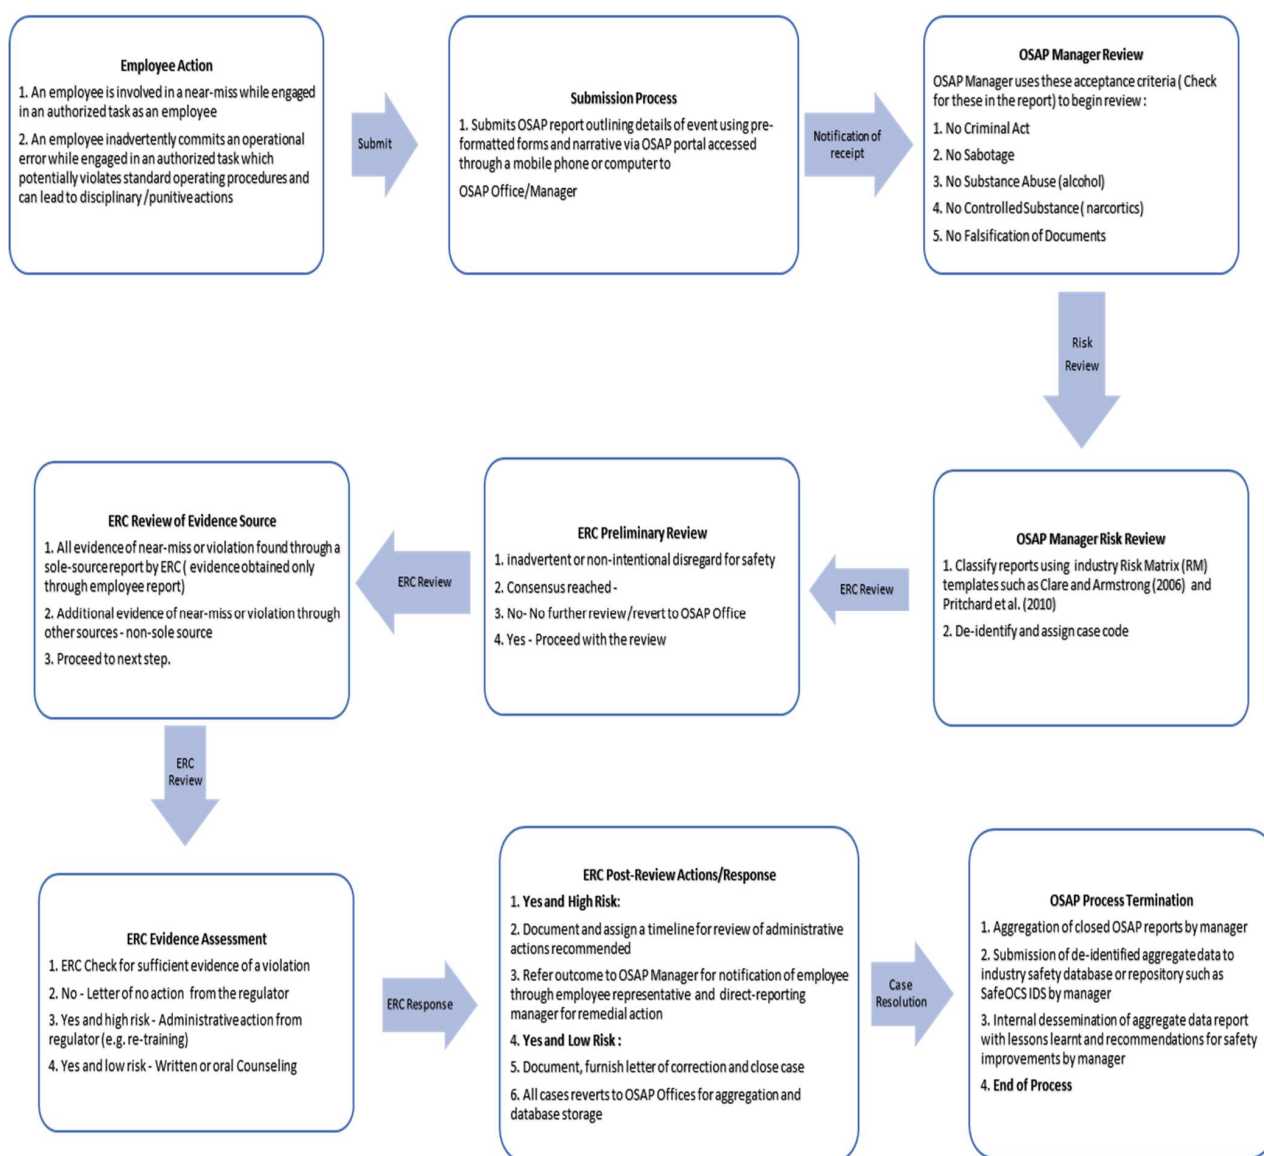 Employee Action
1. An employee is involved in a near-miss while engaged
in an authorized task as an employee
2. An employee inadvertently commits an operational
error while engaged in an authorized task which
potentially violates standard operating procedures and
can lead to disciplinary/punitive actions
Submit
Submission Process
1. Submits OSAP report outlining details of event using pre-
formatted forms and narrative via OSAP portal accessed
through a mobile phone or computer to
OSAP Office/Manager
Notification of
receipt
OSAP Manager Review
OSAP Manager uses these acceptance criteria ( Check
for these in the report) to begin review :
1. No Criminal Act
2. No Sabotage
3. No Substance Abuse (alcohol)
4. No Controlled Substance ( narcortics)
5. No Falsification of Documents
Risk
Review
OSAP Manager Risk Review
1. Classify reports using industry Risk Matrix (RM)
templates such as Clare and Armstrong (2006) and
Pritchard et al. (2010)
2. De-identify and assign case code
ERC Review
ERC Preliminary Review
1. inadvertent or non-intentional disregard for safety
2. Consensus reached -
3. No- No further review/revert to OSAP Office
4. Yes - Proceed with the review
ERC Review
ERC Review of Evidence Source
1. All evidence of near-miss or violation found through a
sole-source report by ERC ( evidence obtained only
through employee report)
2. Additional evidence of near-miss or violation through
other sources - non-sole source
3. Proceed to next step.
ERC
Review
ERC Evidence Assessment
1. ERC Check for sufficient evidence of a violation
2. No - Letter of no action from the regulator
3. Yes and high risk - Administrative action from
regulator (e.g. re-training)
4. Yes and low risk - Written or oral Counseling
ERC Response
ERC Post-Review Actions/Response
1. Yes and High Risk:
2. Document and assign a timeline for review of administrative
actions recommended
3. Refer outcome to OSAP Manager for notification of employee
through employee representative and direct-reporting
manager for remedial action
4. Yes and Low Risk :
5. Document, furnish letter of correction and close case
6. All cases reverts to OSAP Offices for aggregation and
database storage
Case
Resolution
OSAP Process Termination
1. Aggregation of closed OSAP reports by manager
2. Submission of de-identified aggregate data to
industry safety database or repository such as
SafeOCS IDS by manager
3. Internal dessemination of aggregate data report
with lessons learnt and recommendations for safety
improvements by manager
4. End of Process